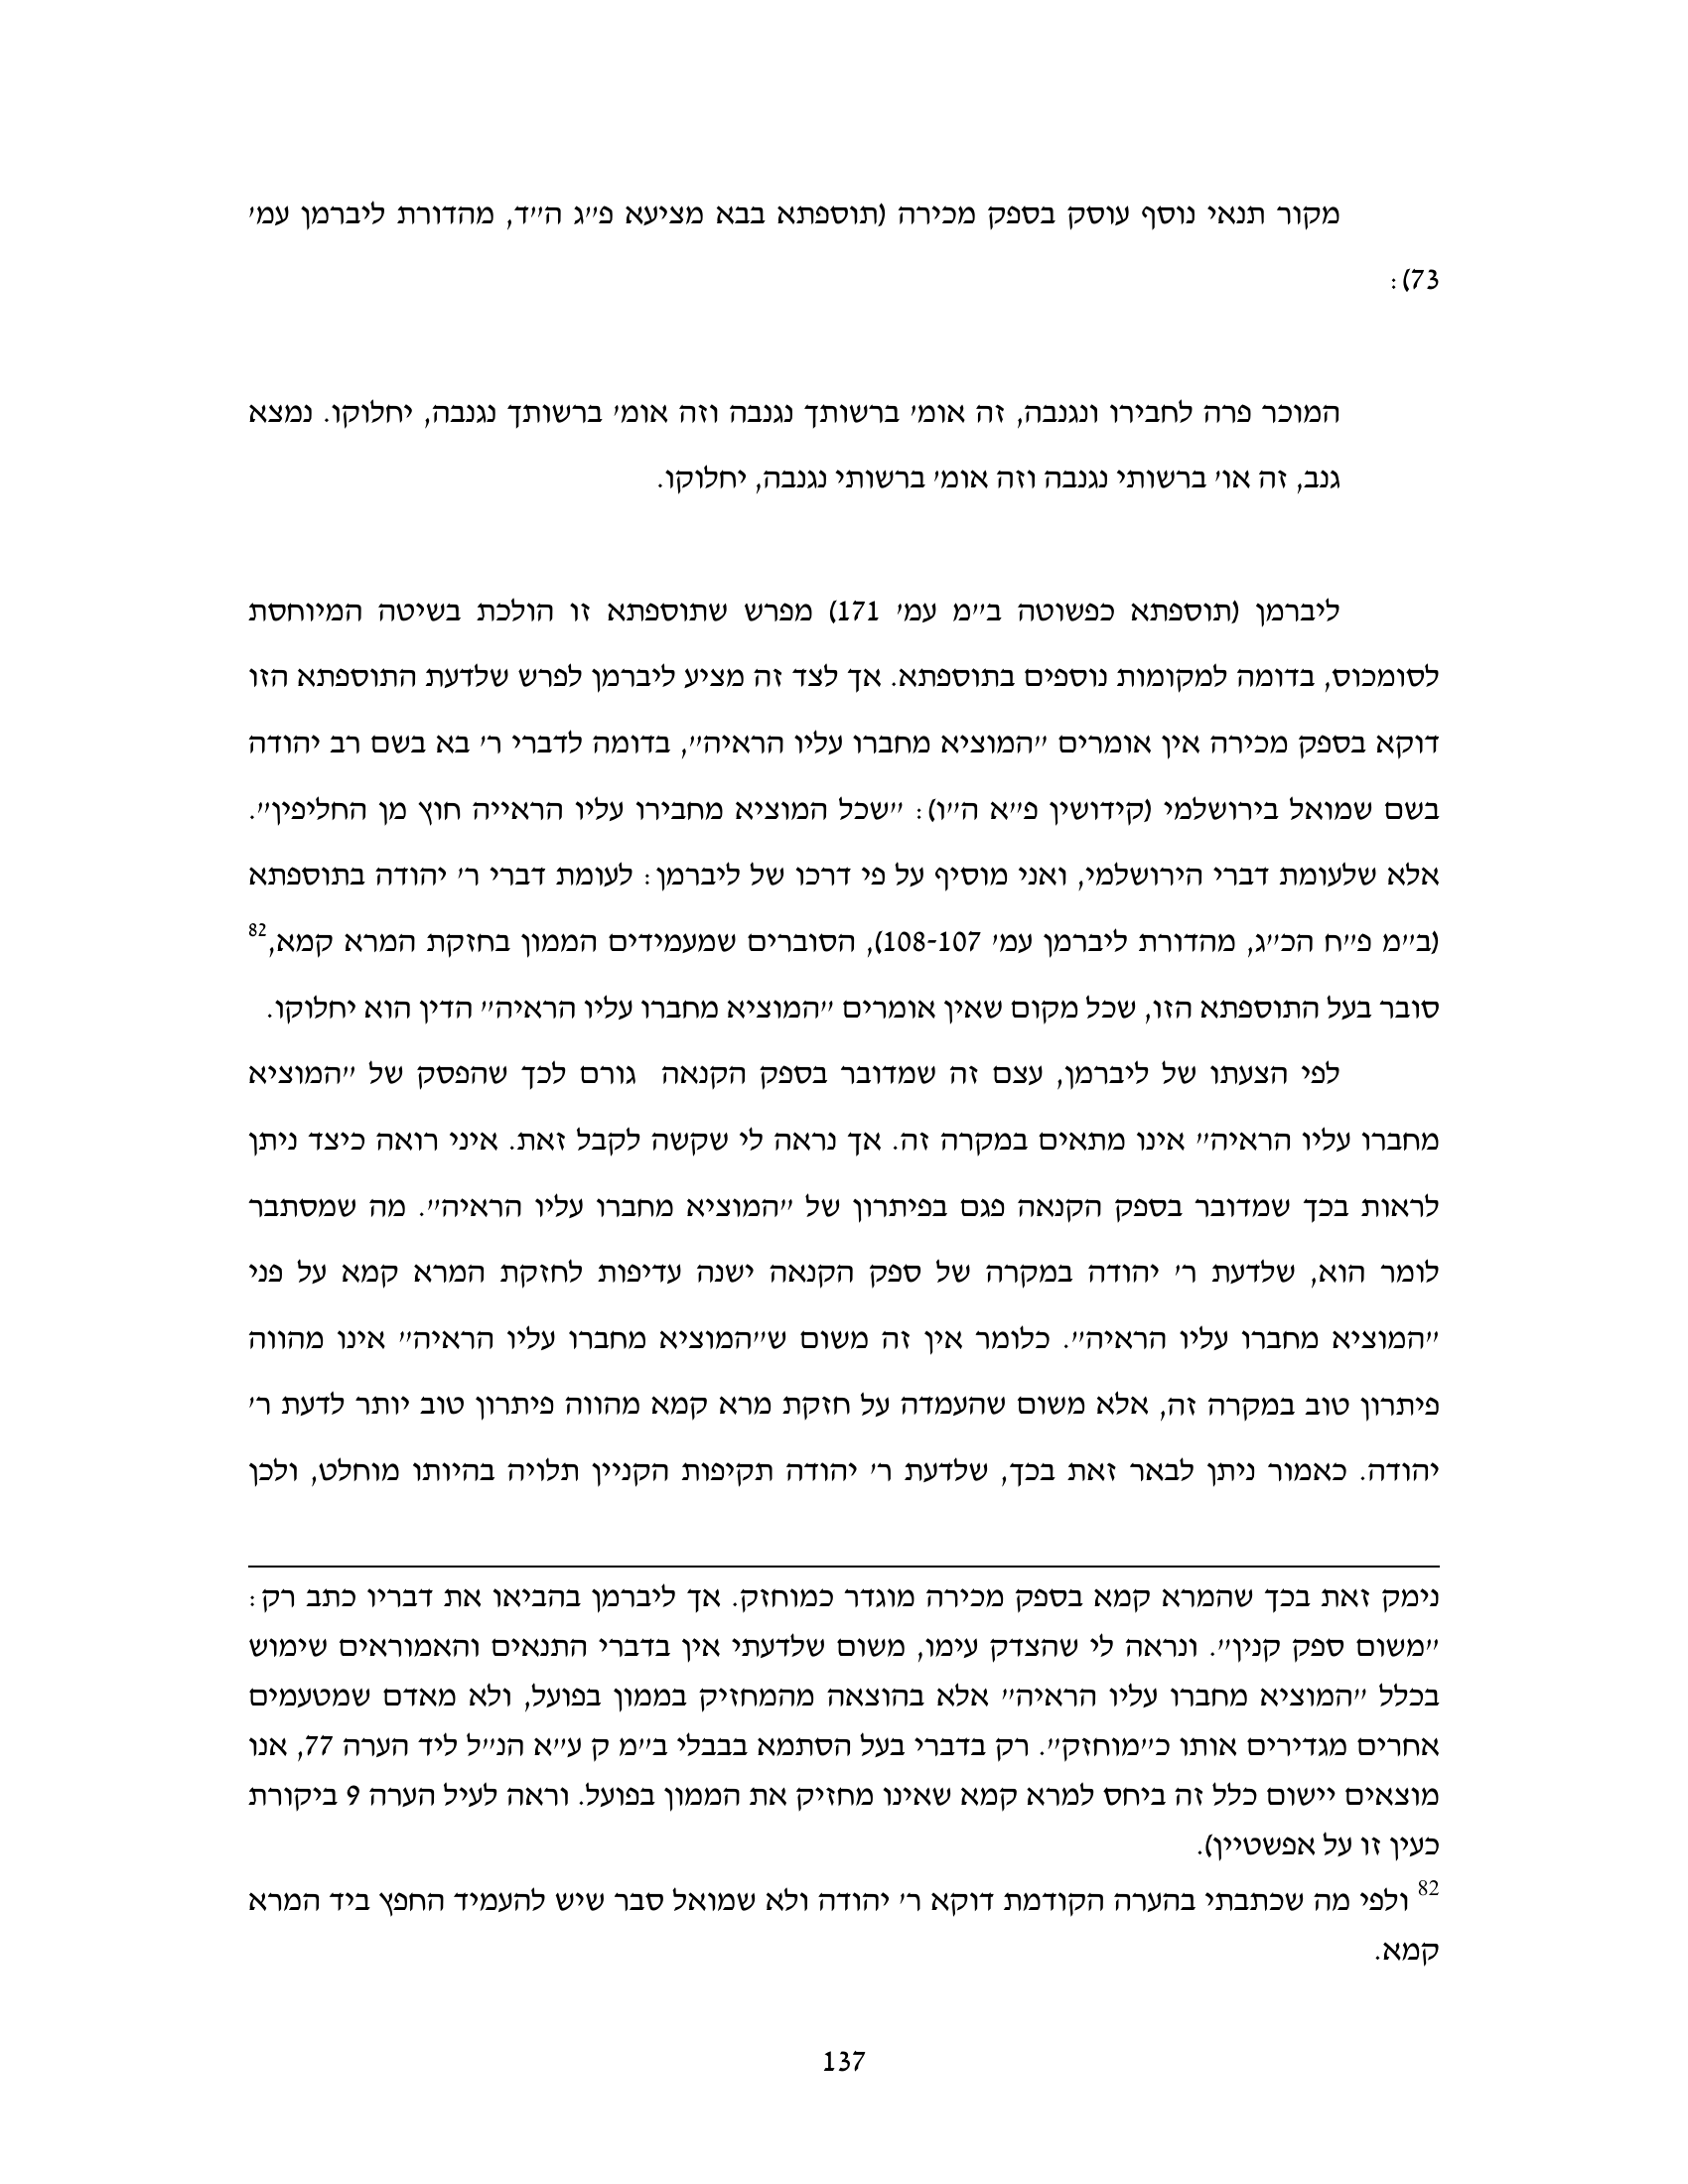 מקור תנאי נוסף עוסק בספק מכירה (תוספתא בבא מציעא פ״ג ה״ד, מהדורת ליברמן עמ׳
73):
המוכר פרה לחבירו ונגנבה, זה אומ׳ ברשותך נגנבה וזה אומ׳ ברשותך נגנבה, יחלוקו. נמצא
גנב, זה או׳ ברשותי נגנבה וזה אומ׳ ברשותי נגנבה, יחלוקו.
ליברמן (תוספתא כפשוטה ב״מ עמ׳ 171) מפרש שתוספתא זו הולכת בשיטה המיוחסת
לסומכוס, בדומה למקומות נוספים בתוספתא. אך לצד זה מציע ליברמן לפרש שלדעת התוספתא הזו
דוקא בספק מכירה אין אומרים ״המוציא מחברו עליו הראיה״, בדומה לדברי ר׳ בא בשם רב יהודה
בשם שמואל בירושלמי (קידושין פ״א ה״ו): ״שכל המוציא מחבירו עליו הראייה חוץ מן החליפין״.
אלא שלעומת דברי הירושלמי, ואני מוסיף על פי דרכו של ליברמן: לעומת דברי ר׳ יהודה בתוספתא
(ב״מ פ״ח הכ״ג, מהדורת ליברמן עמ׳ 108-107), הסוברים שמעמידים הממון בחזקת המרא קמא,82
סובר בעל התוספתא הזו, שכל מקום שאין אומרים ״המוציא מחברו עליו הראיה״ הדין הוא יחלוקו.
לפי הצעתו של ליברמן, עצם זה שמדובר בספק הקנאה גורם לכך שהפסק של ״המוציא
מחברו עליו הראיה״ אינו מתאים במקרה זה. אך נראה לי שקשה לקבל זאת. איני רואה כיצד ניתן
לראות בכך שמדובר בספק הקנאה פגם בפיתרון של ״המוציא מחברו עליו הראיה״. מה שמסתבר
לומר הוא, שלדעת ר׳ יהודה במקרה של ספק הקנאה ישנה עדיפות לחזקת המרא קמא על פני
״המוציא מחברו עליו הראיה״. כלומר אין זה משום ש״המוציא מחברו עליו הראיה״ אינו מהווה
פיתרון טוב במקרה זה, אלא משום שהעמדה על חזקת מרא קמא מהווה פיתרון טוב יותר לדעת ר׳
יהודה. כאמור ניתן לבאר זאת בכך, שלדעת ר׳ יהודה תקיפות הקניין תלויה בהיותו מוחלט, ולכן
נימק זאת בכך שהמרא קמא בספק מכירה מוגדר כמוחזק. אך ליברמן בהביאו את דבריו כתב רק:
״משום ספק קנין״. ונראה לי שהצדק עימו, משום שלדעתי אין בדברי התנאים והאמוראים שימוש
בכלל ״המוציא מחברו עליו הראיה״ אלא בהוצאה מהמחזיק בממון בפועל, ולא מאדם שמטעמים
אחרים מגדירים אותו כ״מוחזק״. רק בדברי בעל הסתמא בבבלי ב״מ ק ע״א הנ״ל ליד הערה 77, אנו
מוצאים יישום כלל זה ביחס למרא קמא שאינו מחזיק את הממון בפועל. וראה לעיל הערה 9 ביקורת
כעין זו על אפשטיין).
82 ולפי מה שכתבתי בהערה הקודמת דוקא ר׳ יהודה ולא שמואל סבר שיש להעמיד החפץ ביד המרא
קמא.
137